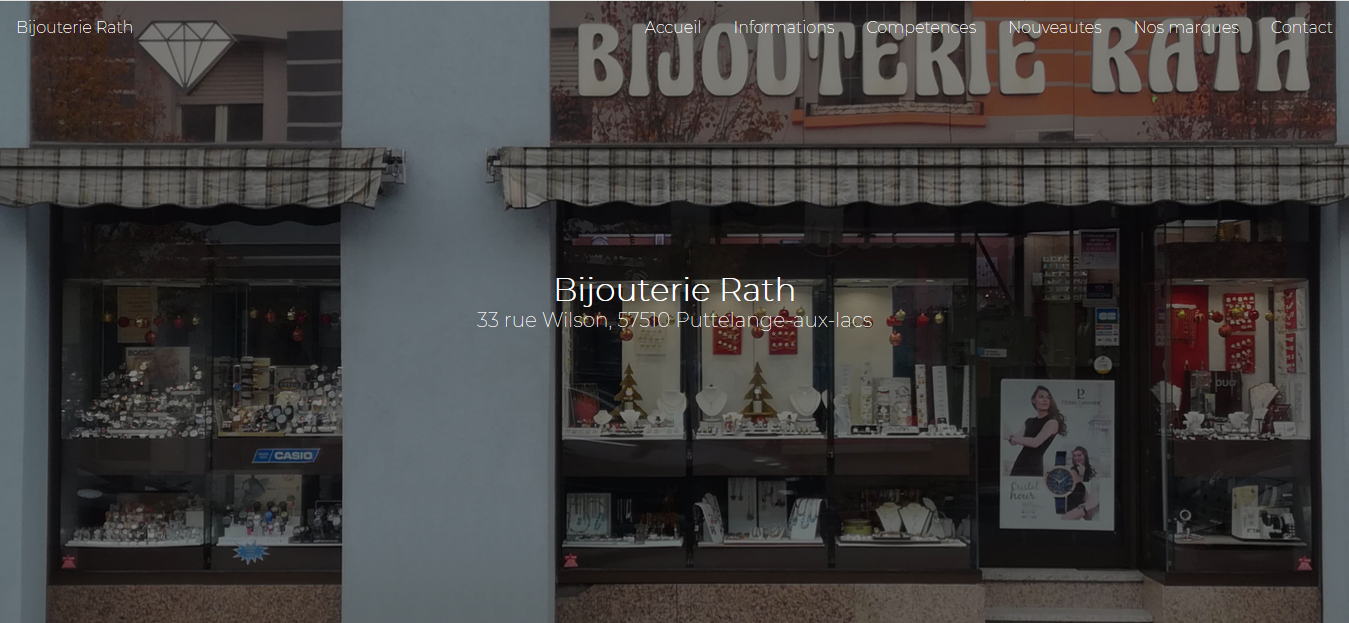 Bijouterie Rath
Accueil
Informations
Competences
Nouveautes
Nos marques
Contact
BIJOUTERIE RATH
Bijouterie Rath
33 rue Wilson, 57510 Puttelange-aux-lacs
CASIO